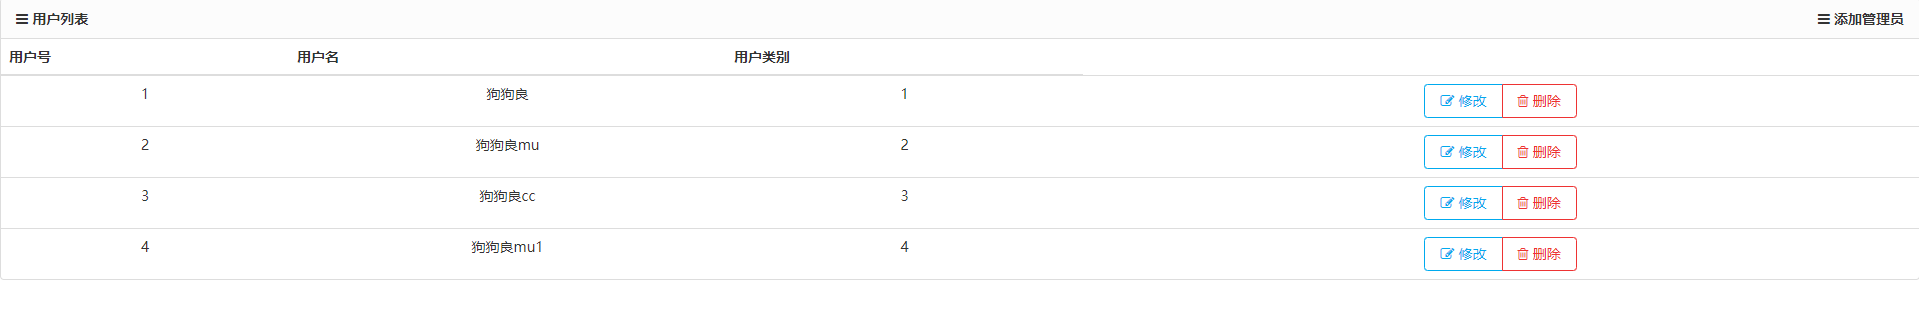 用户列表 添加管理员
用户号 用户名 用户类别
1 狗狗良 1 修改 删除
2 狗狗良mu 2 修改 删除
3 狗狗良cc 3 修改 删除
4 狗狗良mu1 4 修改 删除